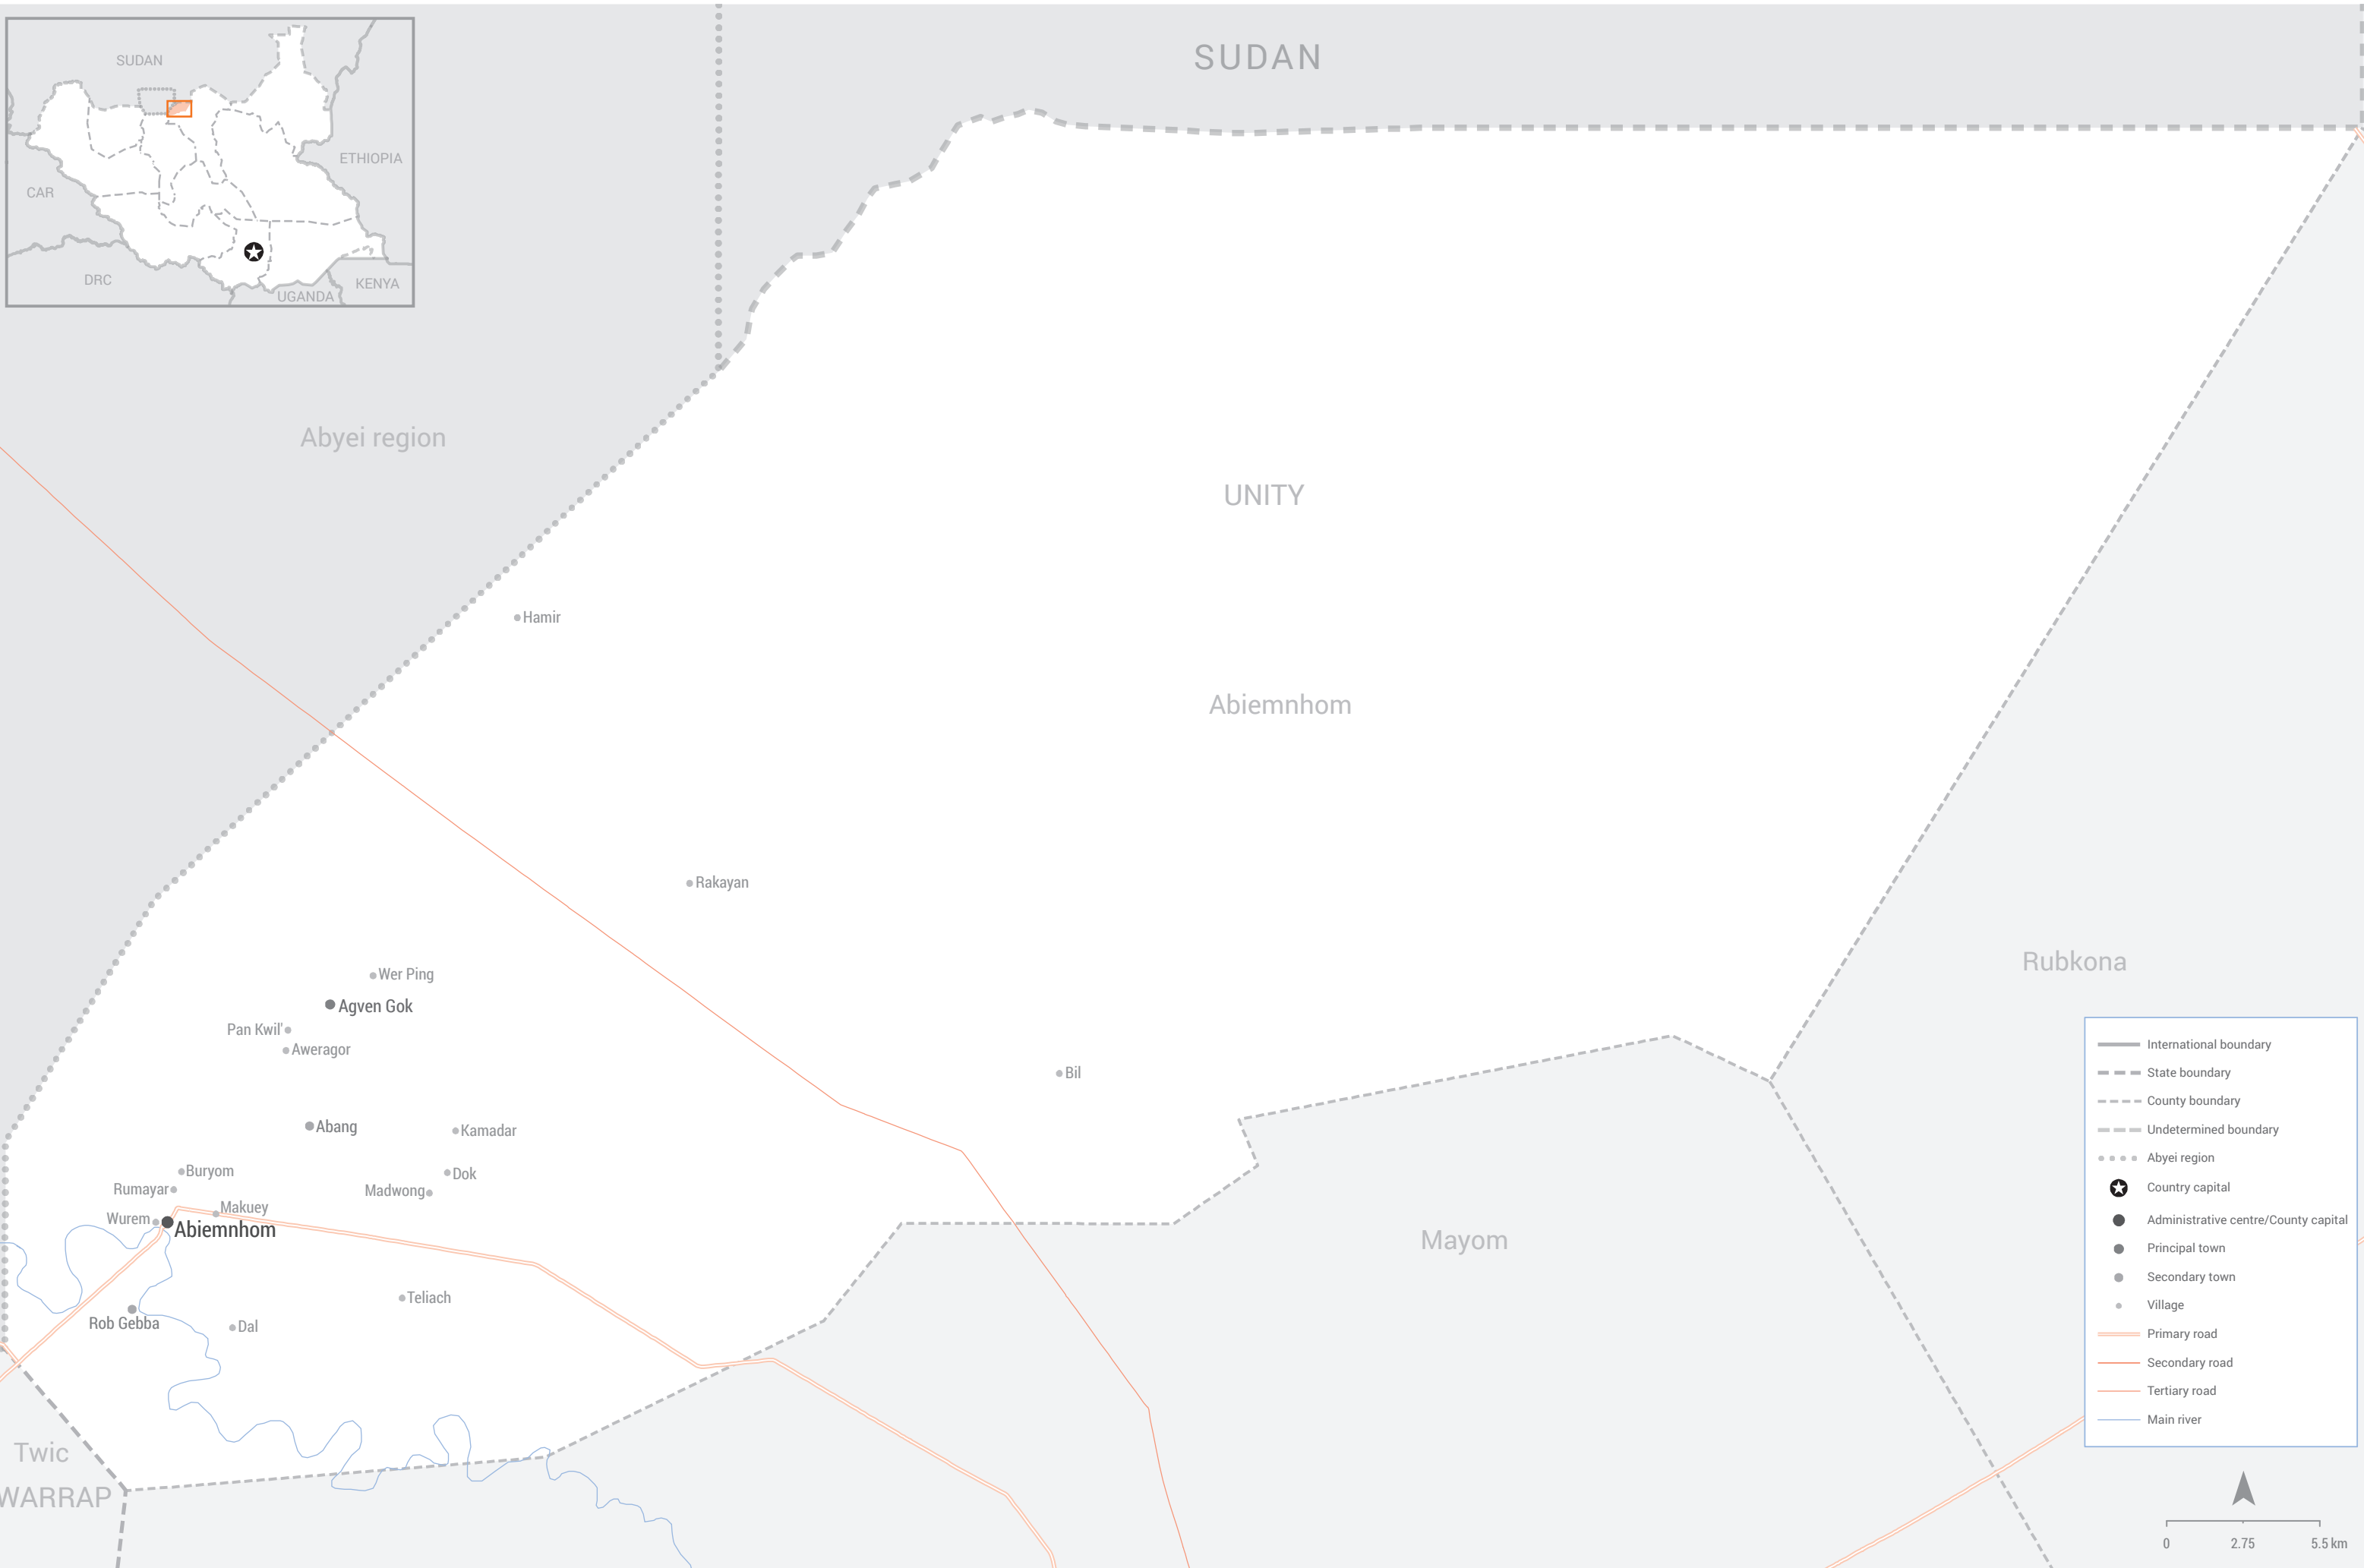 SUDAN
SUDAN
ETHIOPIA
CAR
DRC
KENYA
UGANDA
Abyei region
UNITY
Hamir
Abiemnhom
Rakayan
Rubkona
Wer Ping
Agven Gok
Pan Kwil'
Aweragor
Bil
Abang
Kamadar
Buryom
Dok
Rumayar
Madwong
Makuey
Wurem
Abiemnhom
Mayom
Teliach
Rob Gebba
Dal
Twic
WARRAP
International boundary
State boundary
County boundary
Undetermined boundary
Abyei region
Country capital
Administrative centre/County capital
Principal town
Secondary town
Village
Primary road
Secondary road
Tertiary road
Main river
0 2.75 5.5 km